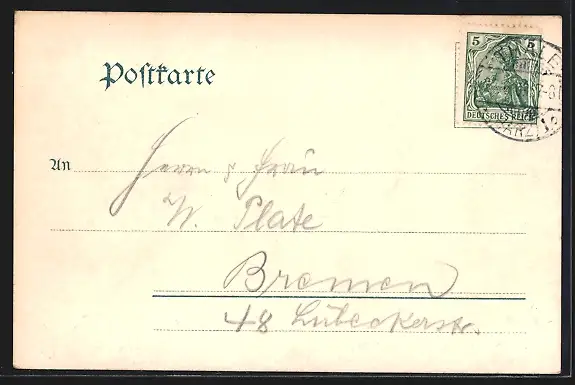 5 5
DEUTSCHES REICH
Postkarte
An Herrn & Frau
W. Plate
Bremen
48 Lübeckerstr.